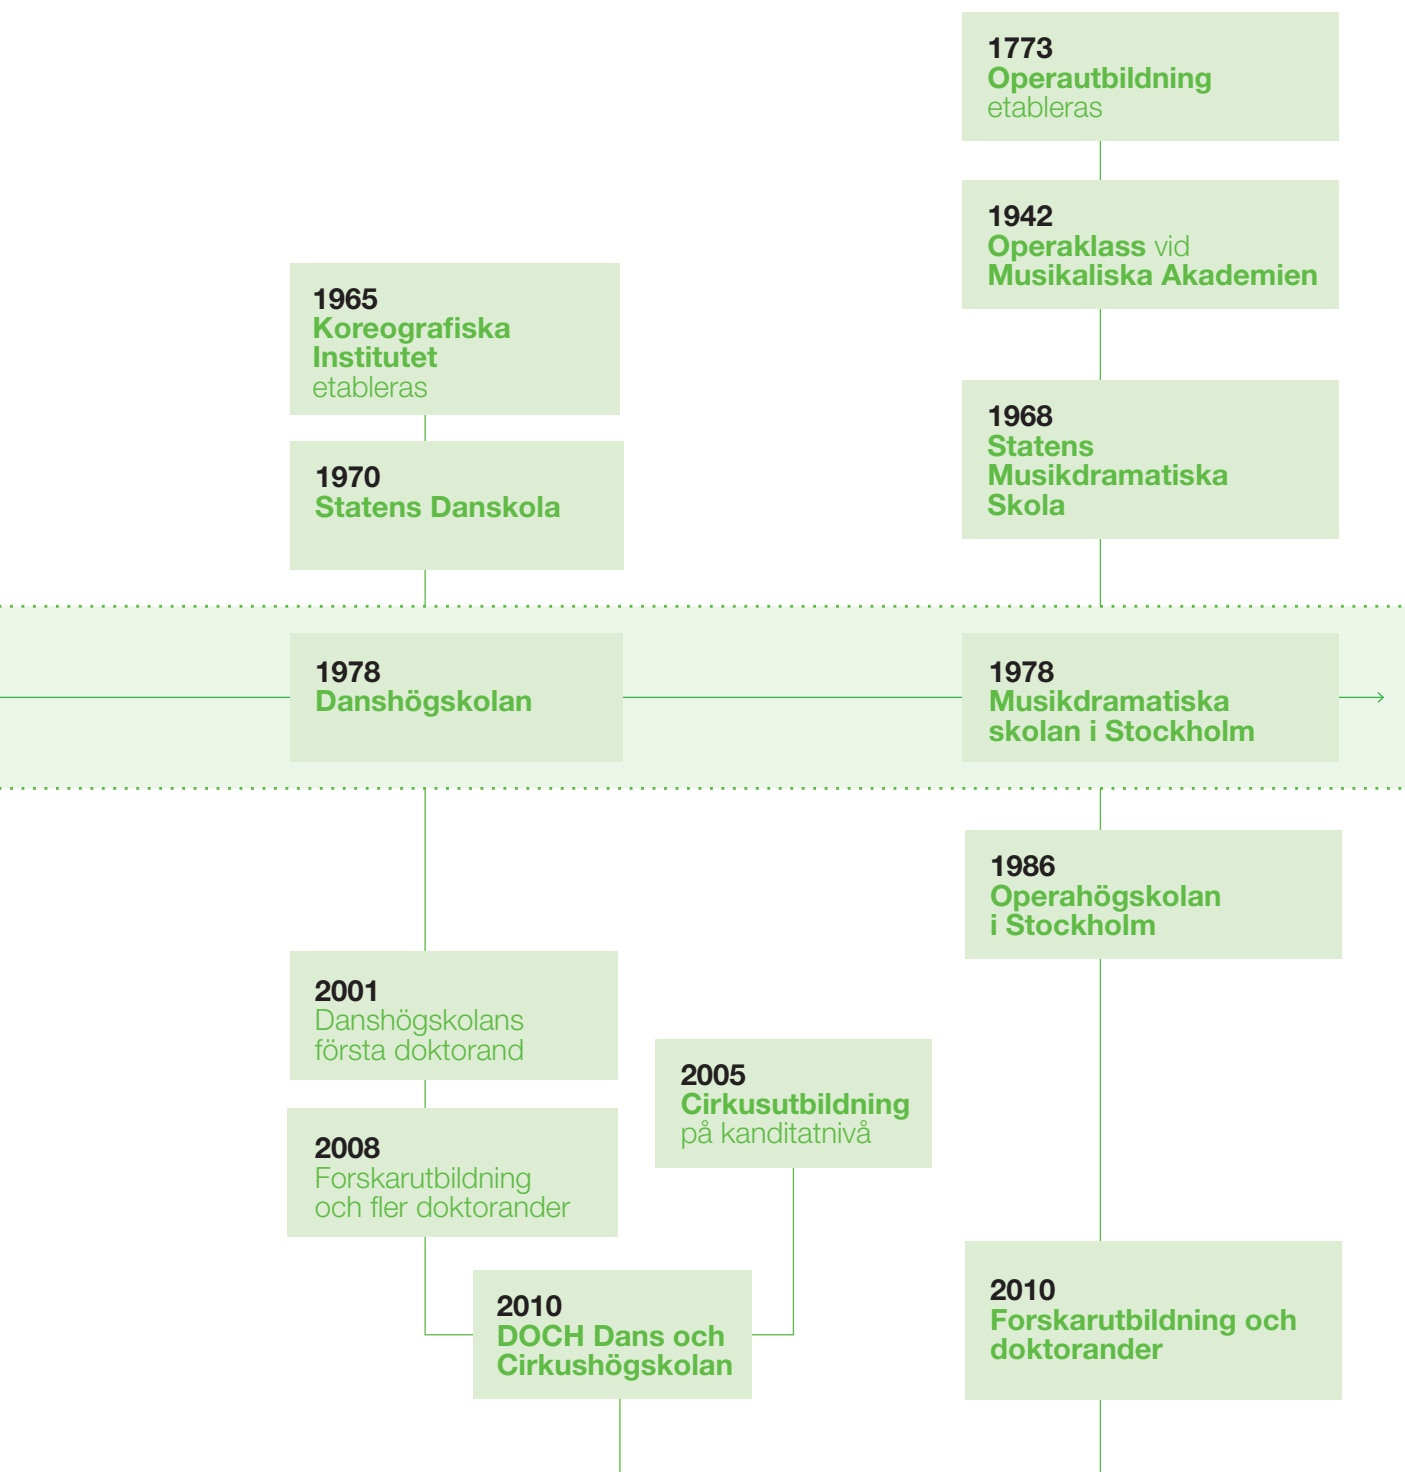 1773
Operautbildning
etableras
1942
Operaklass vid
Musikaliska Akademien
1965
Koreografiska
Institutet
etableras
1968
Statens
Musikdramatiska
Skola
1970
Statens Danskola
1978
Danshögskolan
1978
Musikdramatiska
skolan i Stockholm
1986
Operahögskolan
i Stockholm
2001
Danshögskolans
första doktorand
2005
Cirkusutbildning
på kanditatnivå
2008
Forskarutbildning
och fler doktorander
2010
DOCH Dans och
Cirkushögskolan
2010
Forskarutbildning och
doktorander